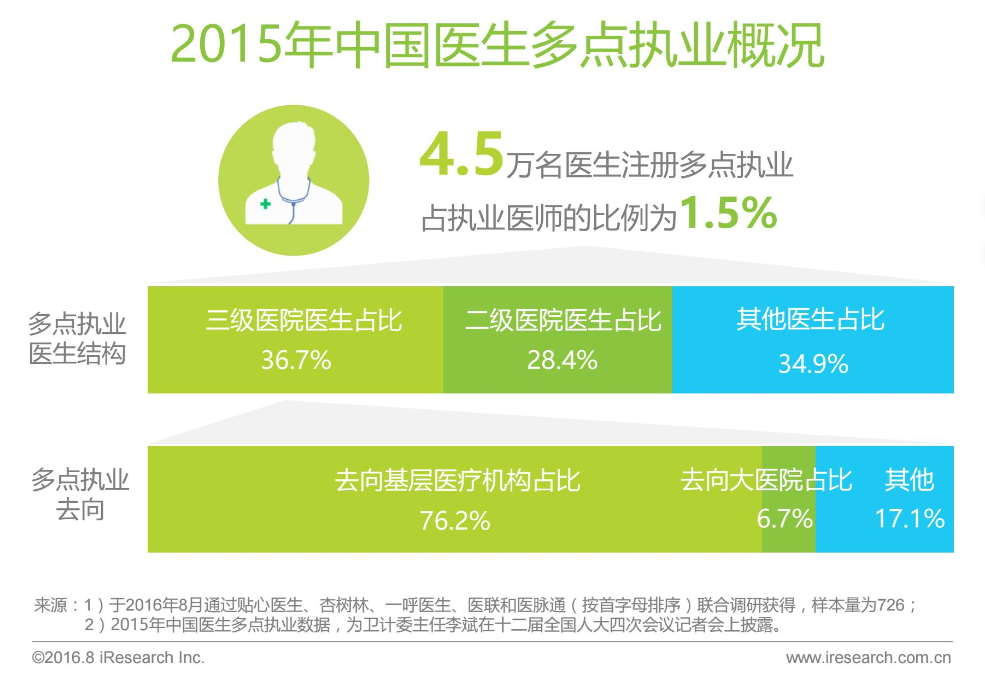 2015年中国医生多点执业概况
4.5万名医生注册多点执业
占执业医师的比例为1.5%
多点执业
医生结构
三级医院医生占比
36.7%
二级医院医生占比
28.4%
其他医生占比
34.9%
多点执业
去向
去向基层医疗机构占比
76.2%
去向大医院占比
6.7%
其他
17.1%
来源：1）于2016年8月通过贴心医生、杏树林、一呼医生、医联和医脉通（按首字母排序）联合调研获得，样本量为726；
2）2015年中国医生多点执业数据，为卫计委主任李斌在十二届全国人大四次会议记者会上披露。
©2016.8 iResearch Inc.
www.iresearch.com.cn